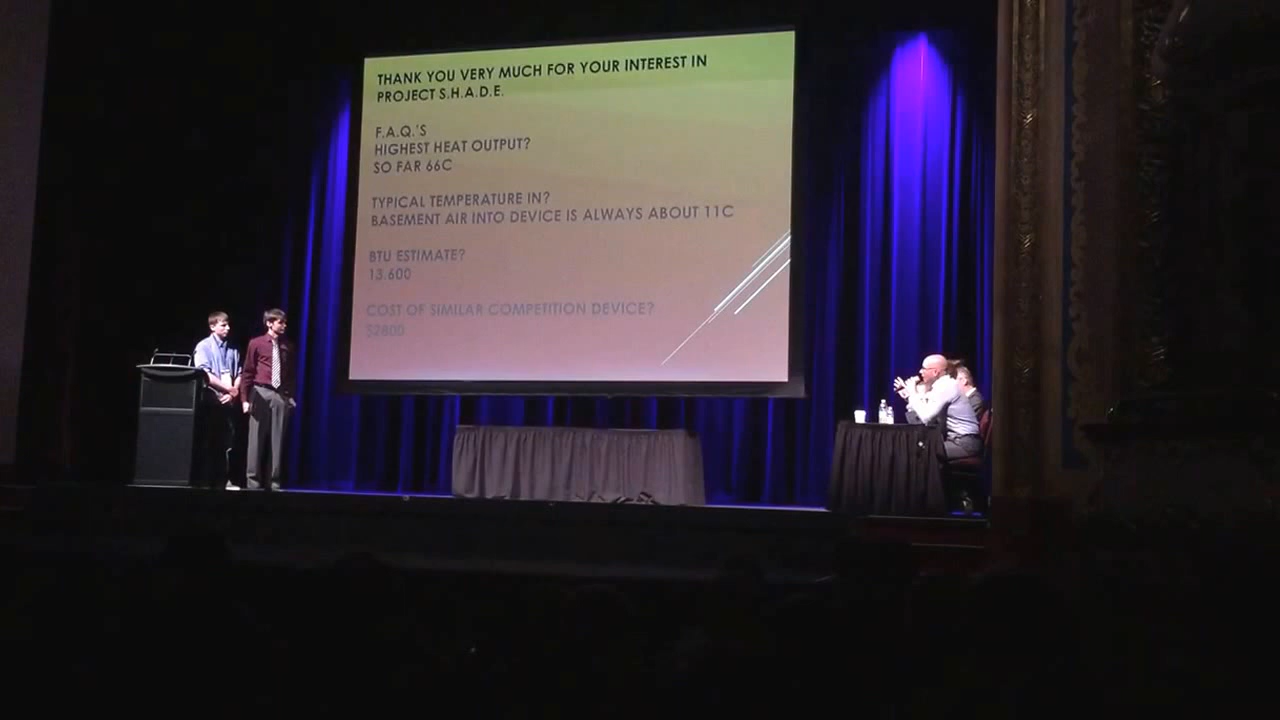 THANK YOU VERY MUCH FOR YOUR INTEREST IN
PROJECT S.H.A.D.E.
F.A.Q.'S
HIGHEST HEAT OUTPUT?
SO FAR 66C
TYPICAL TEMPERATURE IN?
BASEMENT AIR INTO DEVICE IS ALWAYS ABOUT 11C
BTU ESTIMATE?
13,600
COST OF SIMILAR COMPETITION DEVICE?
$2800